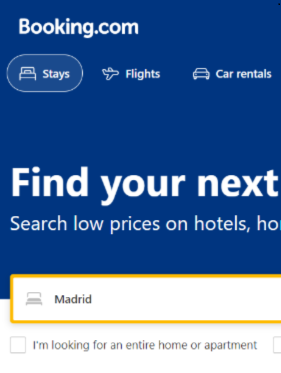 Booking.com
Stays Flights Car rentals
Find your next
Search low prices on hotels,
Madrid
I'm looking for an entire home or apartment